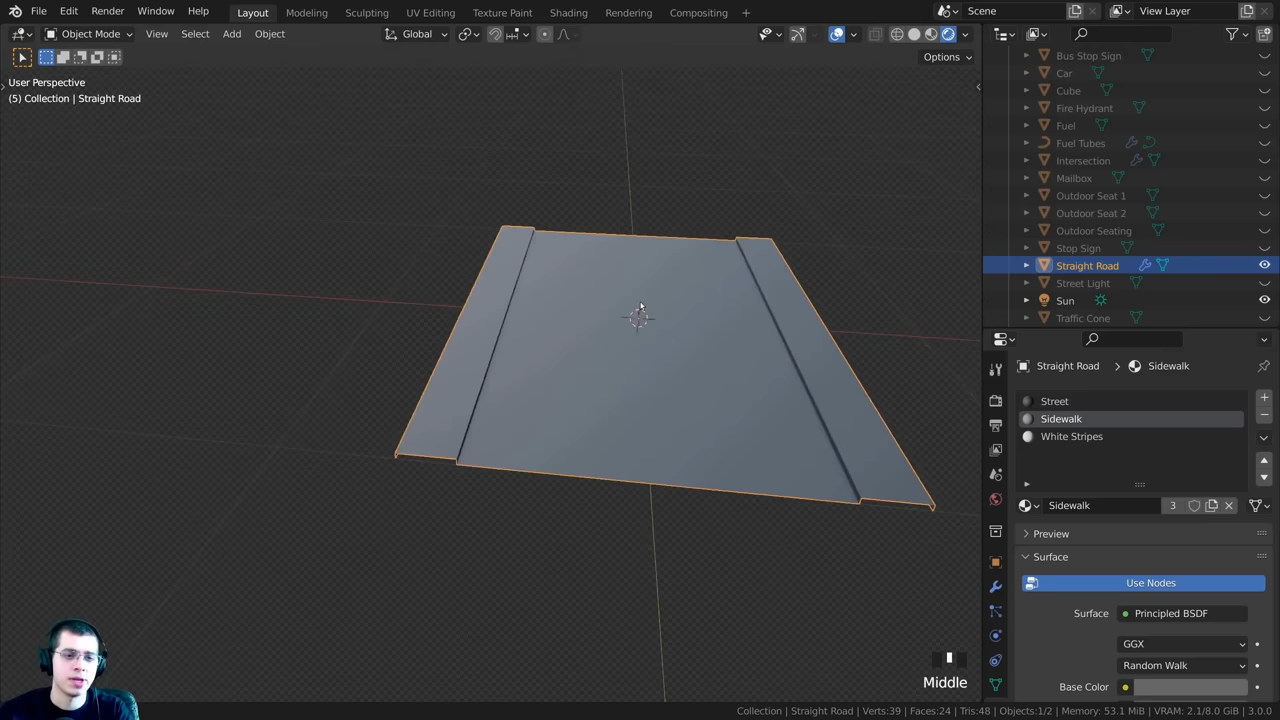 File Edit Render Window Help
Layout Modeling Sculpting UV Editing Texture Paint Shading Rendering Compositing +
Scene
View Layer
Object Mode View Select Add Object
Global
Options
User Perspective
(5) Collection | Straight Road
Bus Stop Sign
Car
Cube
Fire Hydrant
Fuel
Fuel Tubes
Intersection
Mailbox
Outdoor Seat 1
Outdoor Seat 2
Outdoor Seating
Stop Sign
Straight Road
Street Light
Sun
Traffic Cone
Straight Road > Sidewalk
Street
Sidewalk
White Stripes
Sidewalk 3
Preview
Surface
Use Nodes
Surface Principled BSDF
GGX
Random Walk
Base Color
Middle
Collection | Straight Road | Verts:39 | Faces:24 | Tris:48 | Objects:1/2 | Memory: 53.1 MiB | VRAM: 2.1/8.0 GiB | 3.0.0